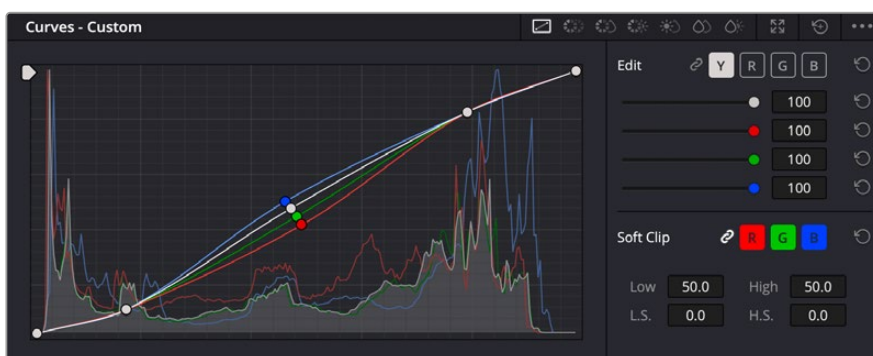 Curves - Custom
Edit Y R G B
100
100
100
100
Soft Clip R G B
Low 50.0 High 50.0
L.S. 0.0 H.S. 0.0